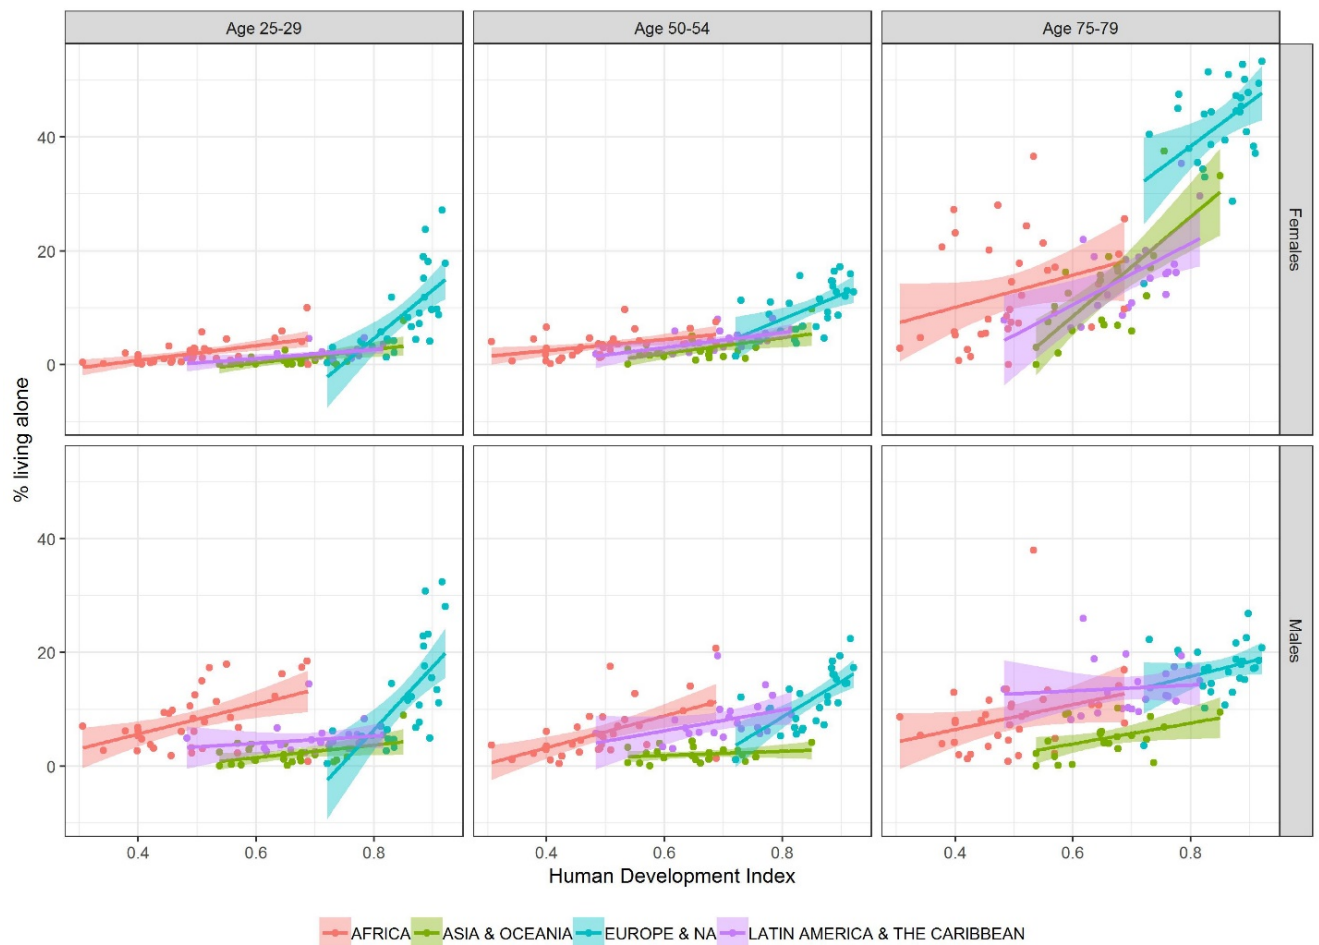 Age 25-29 Age 50-54 Age 75-79
Females
Males
% living alone
40
20
0
40
20
0
0.4 0.6 0.8 0.4 0.6 0.8 0.4 0.6 0.8
Human Development Index
AFRICA ASIA & OCEANIA EUROPE & NA LATIN AMERICA & THE CARIBBEAN